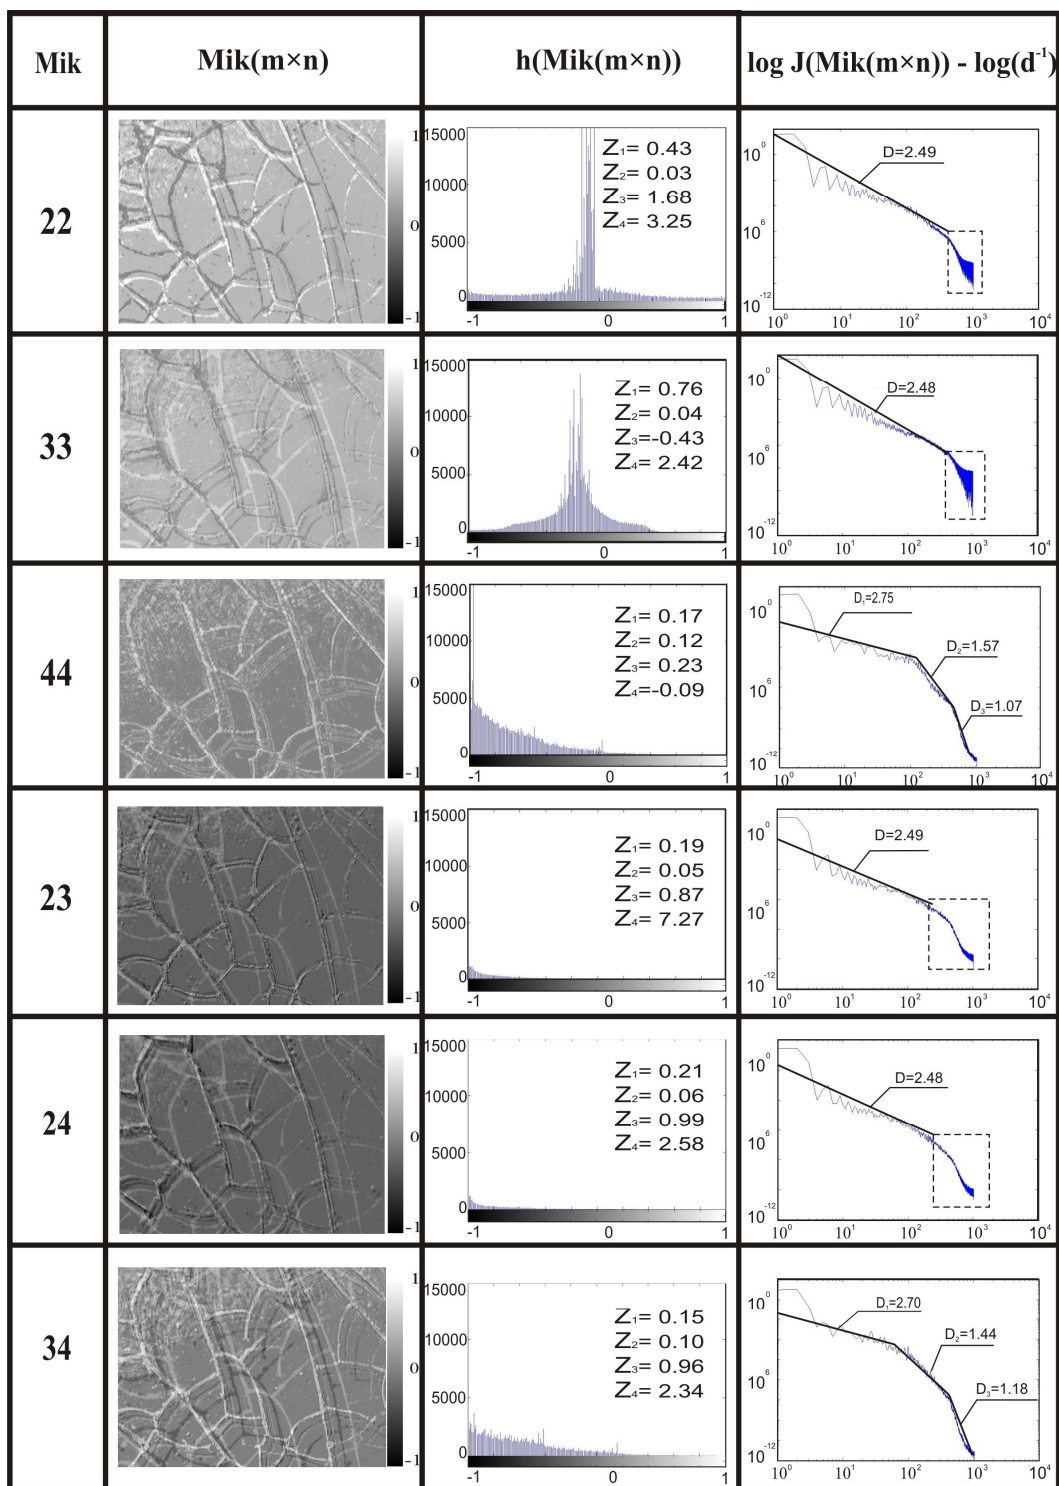 Mik Mik(m×n) h(Mik(m×n)) log J(Mik(m×n)) - log(d⁻¹)
22
1
0
-1
15000
10000
5000
0
Z₁= 0.43
Z₂= 0.03
Z₃= 1.68
Z₄= 3.25
-1 0 1
10⁰
10⁶
10⁻¹²
D=2.49
10⁰ 10¹ 10² 10³ 10⁴
33
1
0
-1
15000
10000
5000
0
Z₁= 0.76
Z₂= 0.04
Z₃=-0.43
Z₄= 2.42
-1 0 1
10⁰
10⁶
10⁻¹²
D=2.48
10⁰ 10¹ 10² 10³ 10⁴
44
1
0
-1
15000
10000
5000
0
Z₁= 0.17
Z₂= 0.12
Z₃= 0.23
Z₄=-0.09
-1 0 1
10⁰
10⁶
10⁻¹²
D₁=2.75
D₂=1.57
D₃=1.07
10⁰ 10¹ 10² 10³ 10⁴
23
1
0
-1
15000
10000
5000
0
Z₁= 0.19
Z₂= 0.05
Z₃= 0.87
Z₄= 7.27
-1 0 1
10⁰
10⁶
10⁻¹²
D=2.49
10⁰ 10¹ 10² 10³ 10⁴
24
1
0
-1
15000
10000
5000
0
Z₁= 0.21
Z₂= 0.06
Z₃= 0.99
Z₄= 2.58
-1 0 1
10⁰
10⁶
10⁻¹²
D=2.48
10⁰ 10¹ 10² 10³ 10⁴
34
1
0
-1
15000
10000
5000
0
Z₁= 0.15
Z₂= 0.10
Z₃= 0.96
Z₄= 2.34
-1 0 1
10⁰
10⁶
10⁻¹²
D₁=2.70
D₂=1.44
D₃=1.18
10⁰ 10¹ 10² 10³ 10⁴